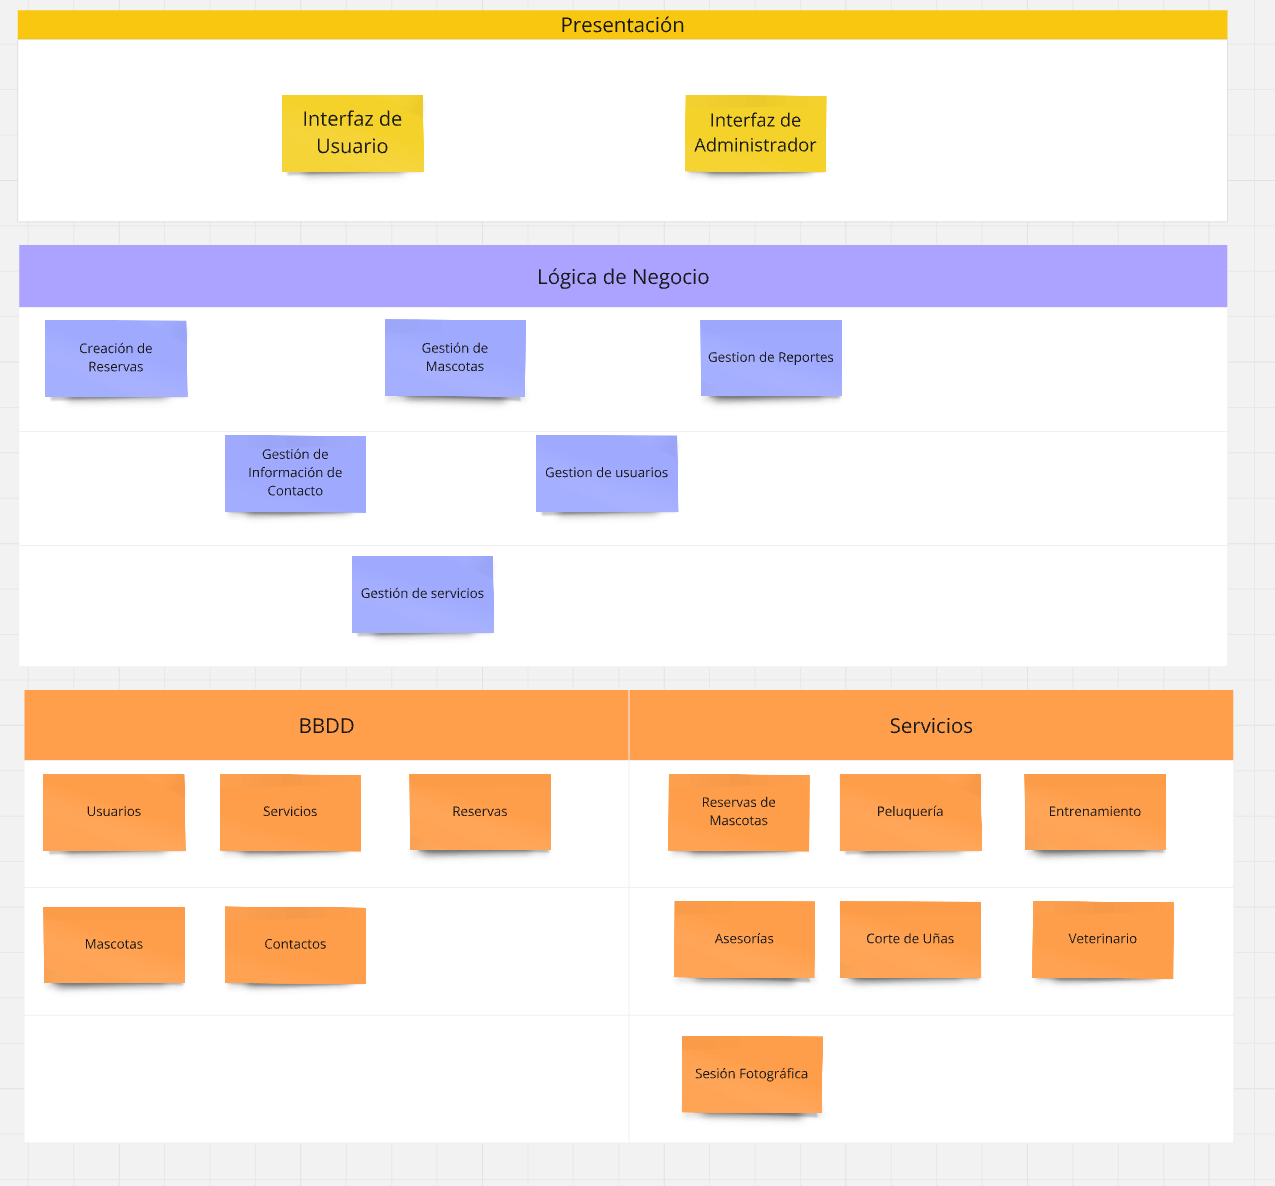 Presentación
Interfaz de
Usuario
Interfaz de
Administrador
Lógica de Negocio
Creación de
Reservas
Gestión de
Mascotas
Gestion de Reportes
Gestión de
Información de
Contacto
Gestion de usuarios
Gestión de servicios
BBDD
Servicios
Usuarios
Servicios
Reservas
Reservas de
Mascotas
Peluquería
Entrenamiento
Mascotas
Contactos
Asesorías
Corte de Uñas
Veterinario
Sesión Fotográfica